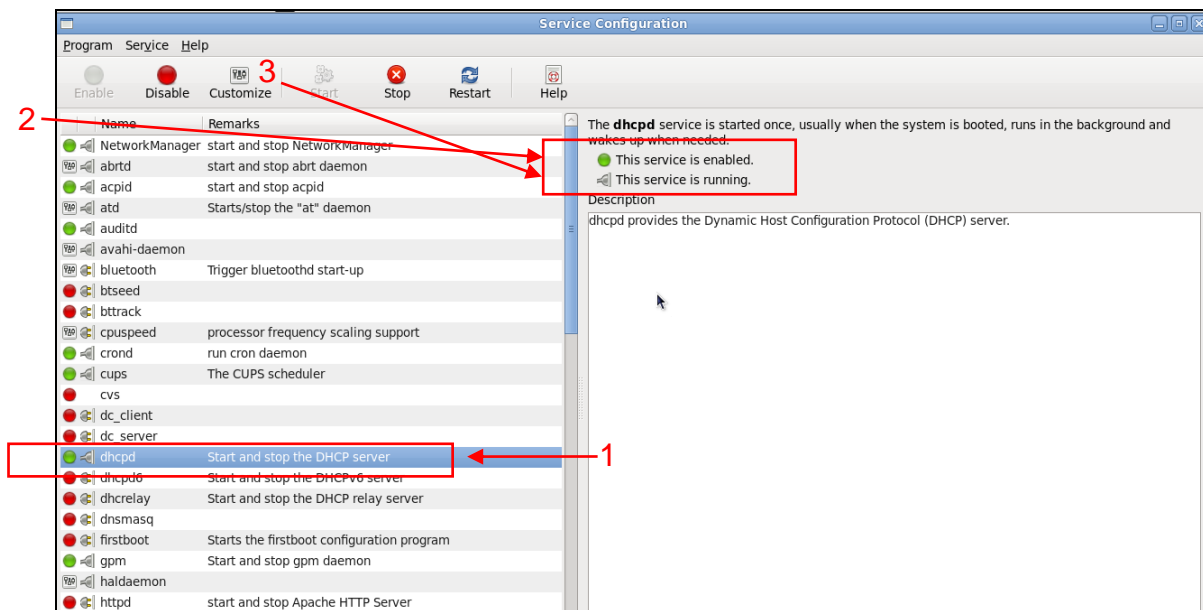 Service Configuration
Program Service Help
Enable Disable Customize Start Stop Restart Help
3
2
1
Name Remarks
NetworkManager start and stop NetworkManager
abrtd start and stop abrt daemon
acpid start and stop acpid
atd Starts/stop the "at" daemon
auditd
avahi-daemon
bluetooth Trigger bluetoothd start-up
btseed
bttrack
cpuspeed processor frequency scaling support
crond run cron daemon
cups The CUPS scheduler
cvs
dc_client
dc_server
dhcpd Start and stop the DHCP server
dhcpd6 Start and stop the DHCPv6 server
dhcrelay Start and stop the DHCP relay server
dnsmasq
firstboot Starts the firstboot configuration program
gpm Start and stop gpm daemon
haldaemon
httpd start and stop Apache HTTP Server
The dhcpd service is started once, usually when the system is booted, runs in the background and
wakes up when needed.
This service is enabled.
This service is running.
Description
dhcpd provides the Dynamic Host Configuration Protocol (DHCP) server.